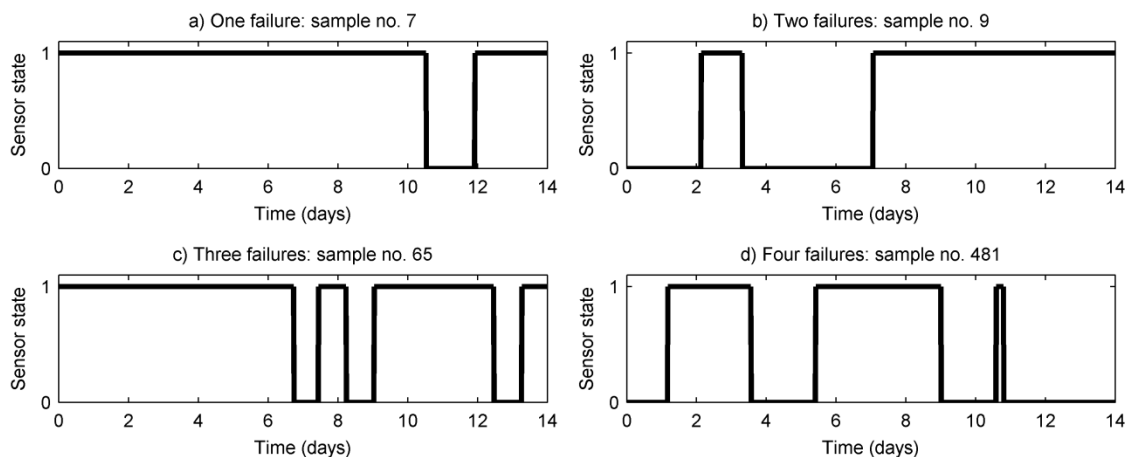 a) One failure: sample no. 7
Sensor state
1
0
0 2 4 6 8 10 12 14
Time (days)
b) Two failures: sample no. 9
Sensor state
1
0
0 2 4 6 8 10 12 14
Time (days)
c) Three failures: sample no. 65
Sensor state
1
0
0 2 4 6 8 10 12 14
Time (days)
d) Four failures: sample no. 481
Sensor state
1
0
0 2 4 6 8 10 12 14
Time (days)